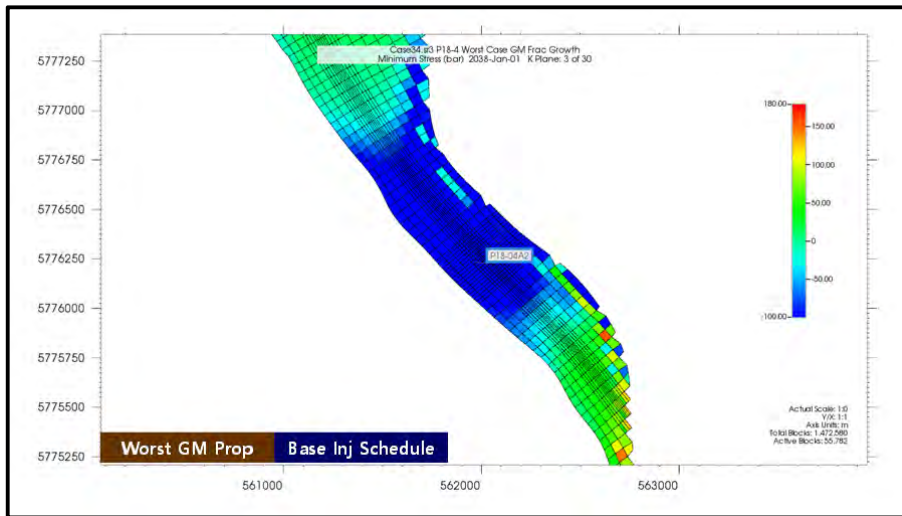 Case34.sr3 P18-4 Worst Case GM Frac Growth
Minimum Stress (bar) 2038-Jan-01 K Plane: 3 of 30
5777250
5777000
5776750
5776500
5776250
5776000
5775750
5775500
5775250
561000
562000
563000
P18-04A2
180.00
150.00
100.00
50.00
0
-50.00
-100.00
Actual Scale: 1:0
Y/X: 1:1
Axis Units: m
Total Blocks: 1,472,580
Active Blocks: 55,782
Worst GM Prop
Base Inj Schedule